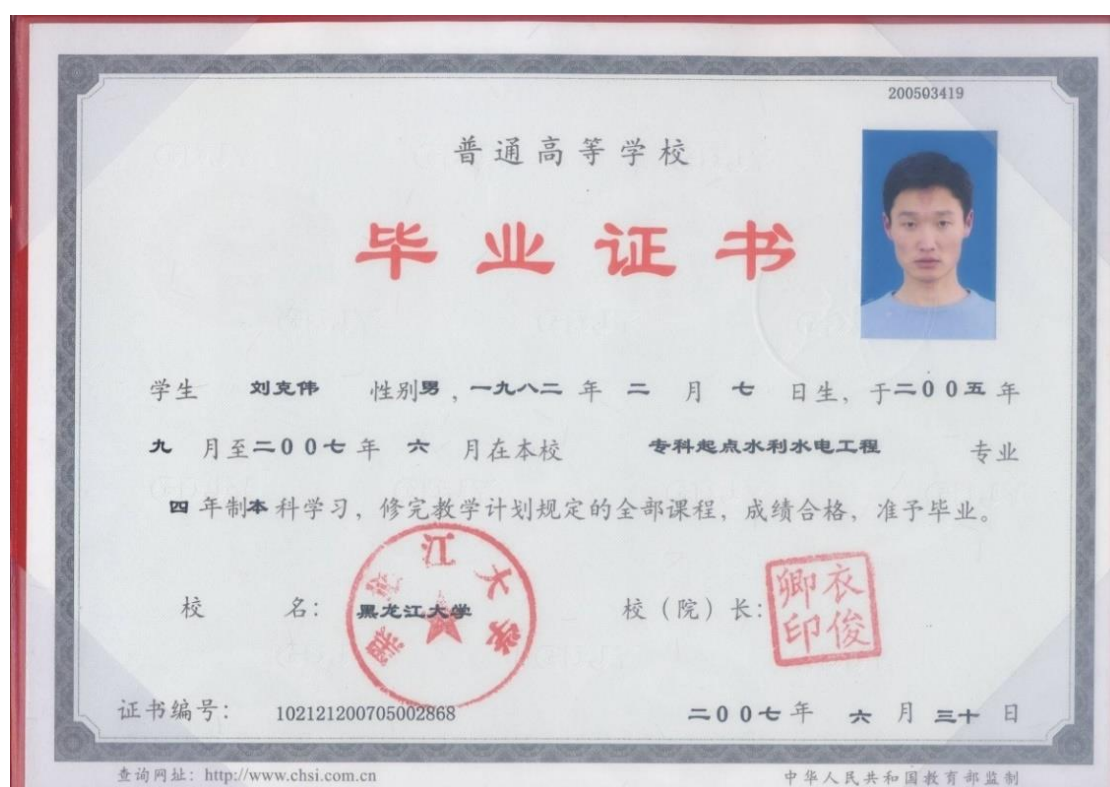 200503419
普通高等学校
毕业证书
学生 刘克伟 性别男，一九八二年 二 月 七 日生，于二00五年
九 月至二00七年 六 月在本校 专科起点水利水电工程 专业
四 年制本科学习，修完教学计划规定的全部课程，成绩合格，准予毕业。
黑龙江大学
校 名： 黑龙江大学 校（院）长：
衣俊卿印
证书编号： 102121200705002868 二00七年 六 月 三十 日
查询网址：http://www.chsi.com.cn 中华人民共和国教育部监制